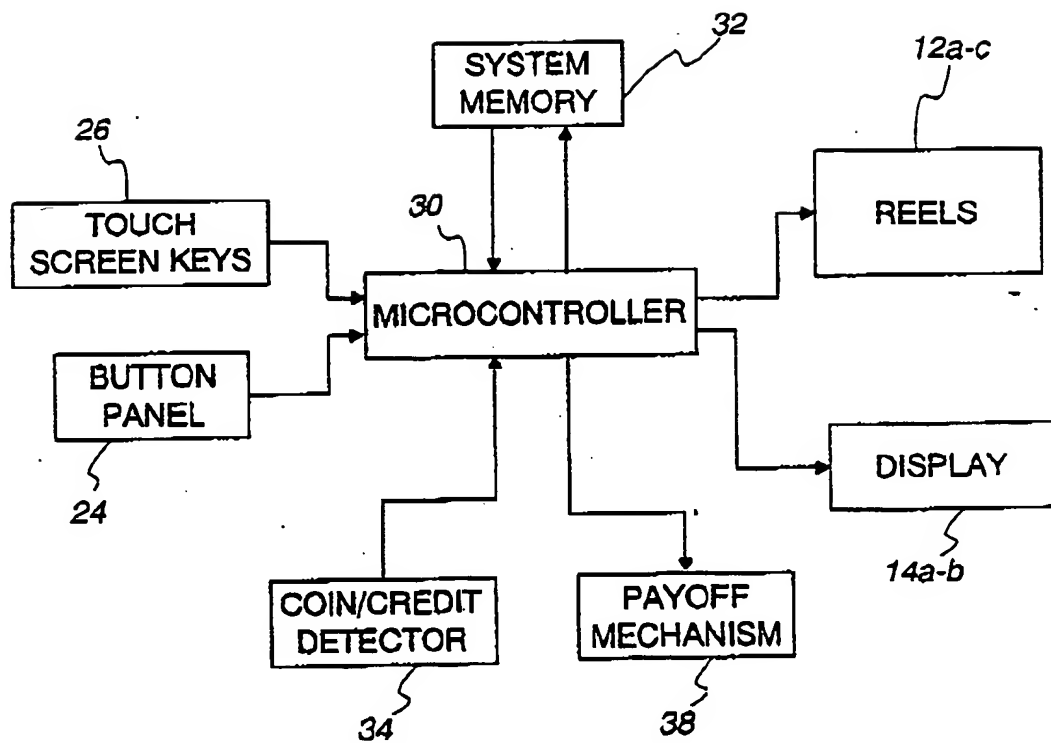 32
SYSTEM
MEMORY
12a-c
REELS
26
TOUCH
SCREEN KEYS
30
MICROCONTROLLER
BUTTON
PANEL
24
DISPLAY
14a-b
COIN/CREDIT
DETECTOR
34
PAYOFF
MECHANISM
38